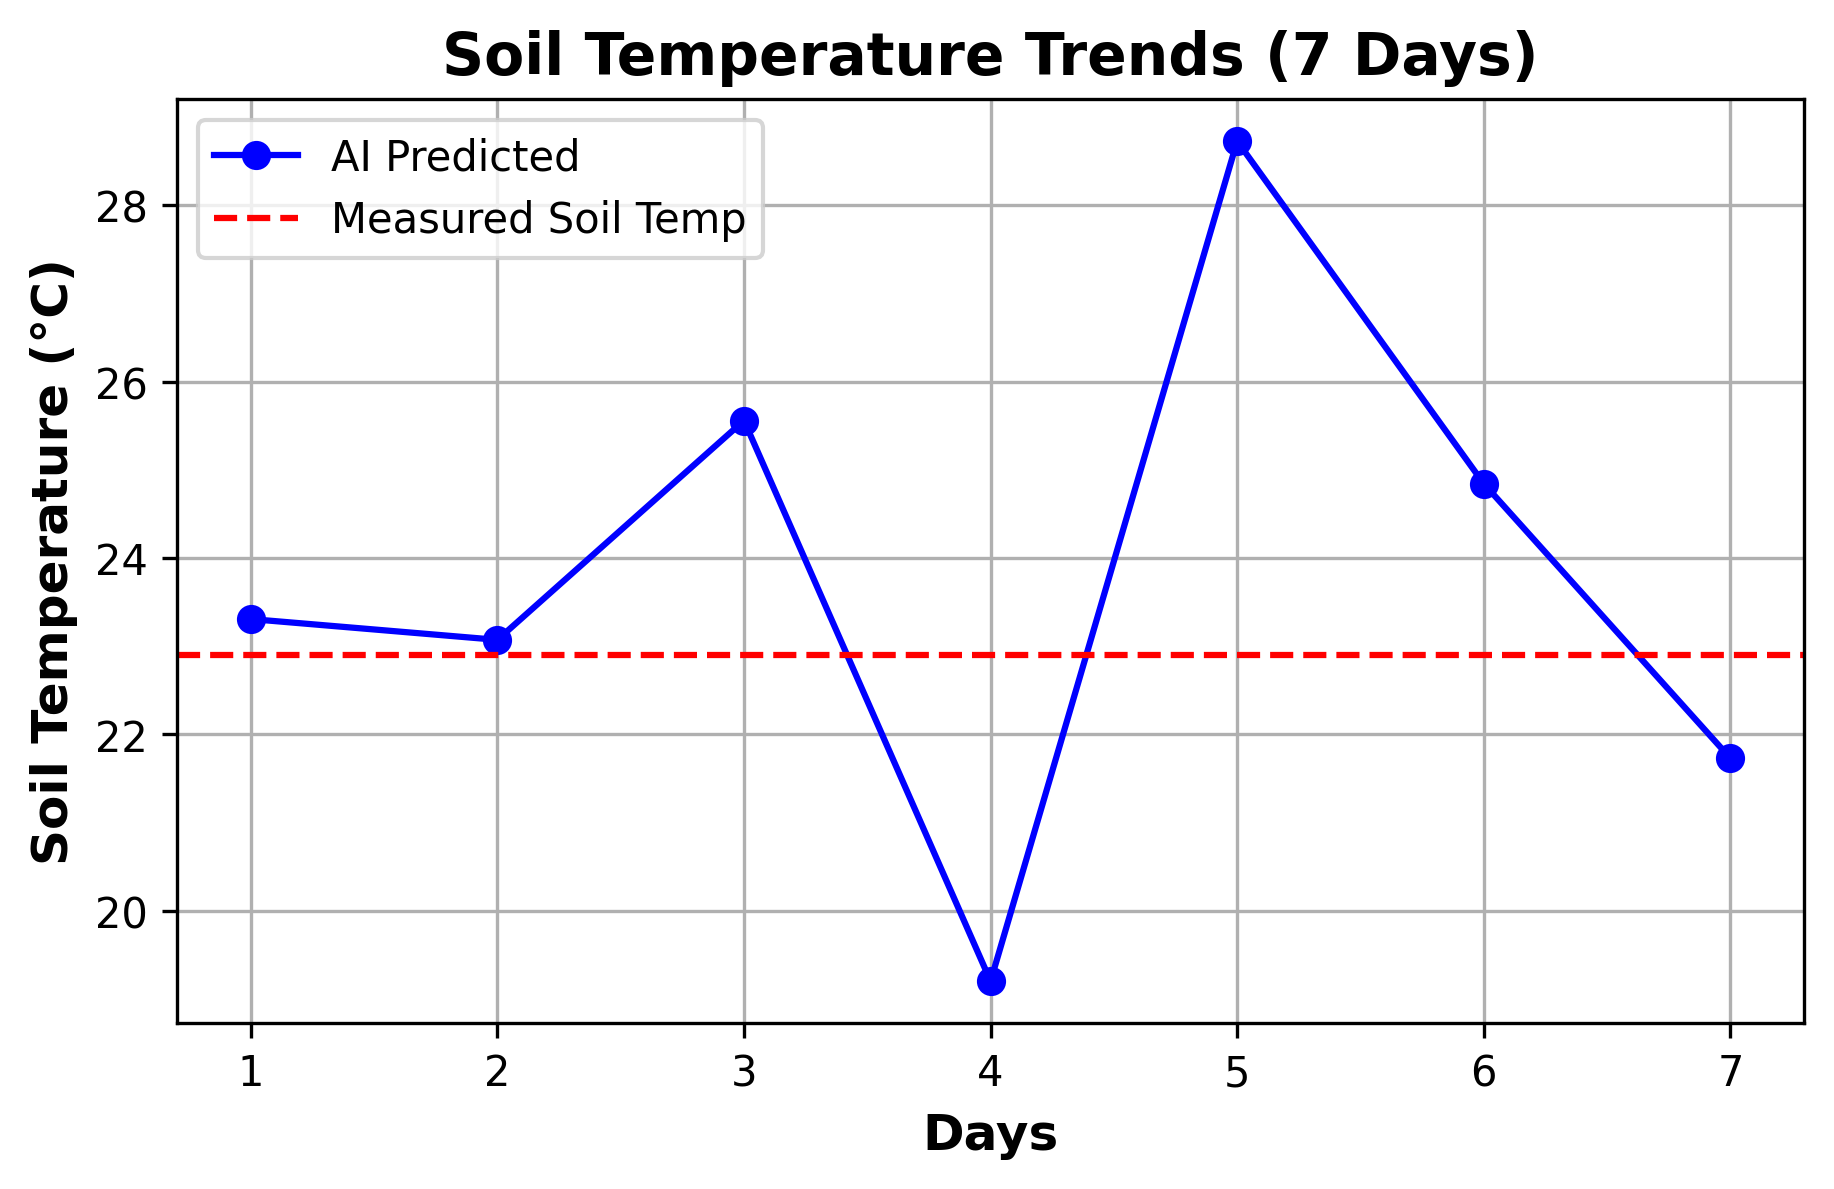 Soil Temperature Trends (7 Days)
AI Predicted
Measured Soil Temp
Soil Temperature (°C)
28
26
24
22
20
1 2 3 4 5 6 7
Days